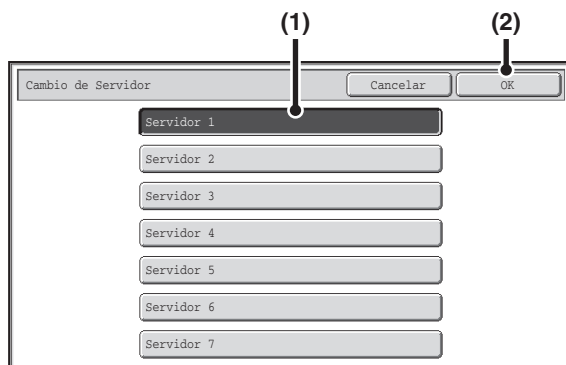 (1) (2)
Cambio de Servidor Cancelar OK
Servidor 1
Servidor 2
Servidor 3
Servidor 4
Servidor 5
Servidor 6
Servidor 7